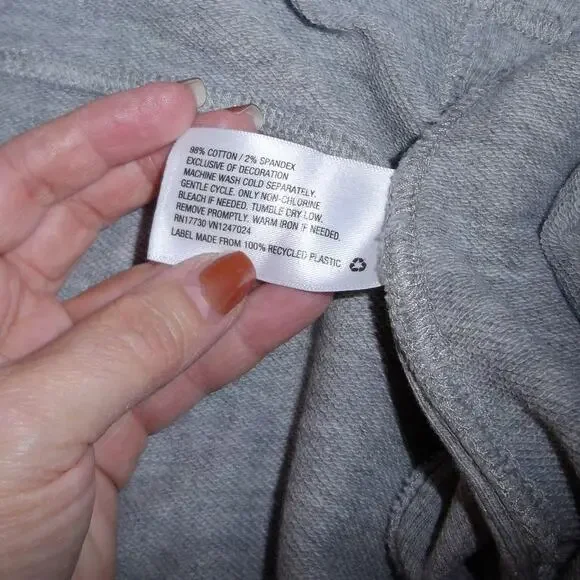 98% COTTON / 2% SPANDEX
EXCLUSIVE OF DECORATION
MACHINE WASH COLD SEPARATELY.
GENTLE CYCLE. ONLY NON-CHLORINE
BLEACH IF NEEDED. TUMBLE DRY LOW.
REMOVE PROMPTLY. WARM IRON IF NEEDED.
RN17730 VN1247024
LABEL MADE FROM 100% RECYCLED PLASTIC